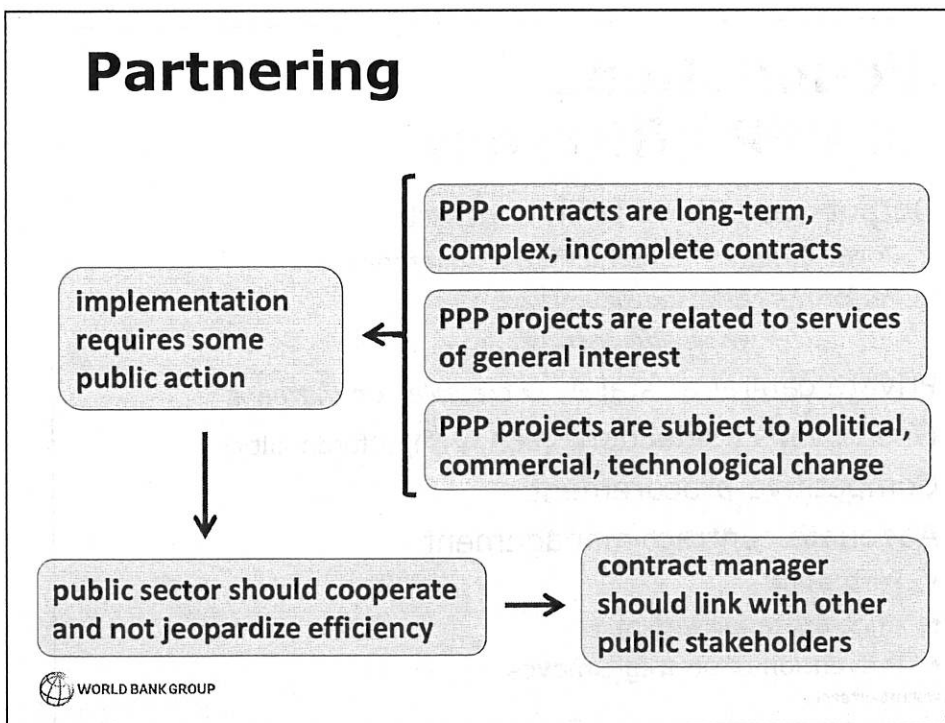 Partnering
PPP contracts are long-term,
complex, incomplete contracts
implementation
requires some
public action
PPP projects are related to services
of general interest
PPP projects are subject to political,
commercial, technological change
public sector should cooperate
and not jeopardize efficiency
contract manager
should link with other
public stakeholders
WORLD BANK GROUP